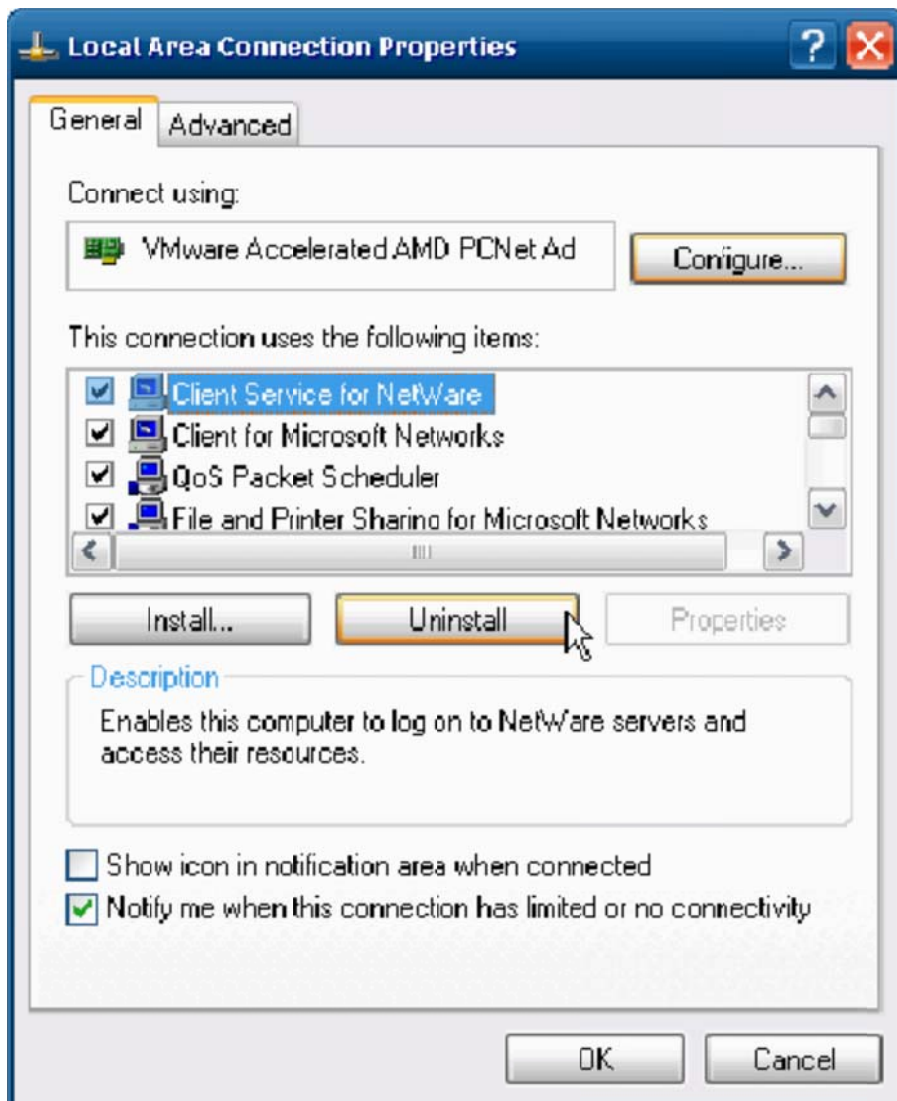 Local Area Connection Properties
General
Advanced
Connect using:
VMware Accelerated AMD PCNet Ad
Configure...
This connection uses the following items:
Client Service for NetWare
Client for Microsoft Networks
QoS Packet Scheduler
File and Printer Sharing for Microsoft Networks
Install...
Uninstall
Properties
Description
Enables this computer to log on to NetWare servers and
access their resources.
Show icon in notification area when connected
Notify me when this connection has limited or no connectivity
OK
Cancel